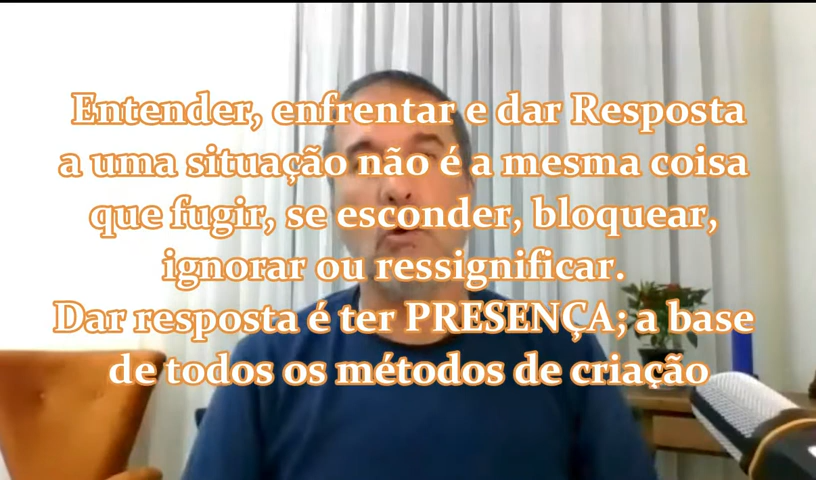 Entender, enfrentar e dar Resposta
a uma situação não é a mesma coisa
que fugir, se esconder, bloquear,
ignorar ou ressignificar.
Dar resposta é ter PRESENÇA; a base
de todos os métodos de criação